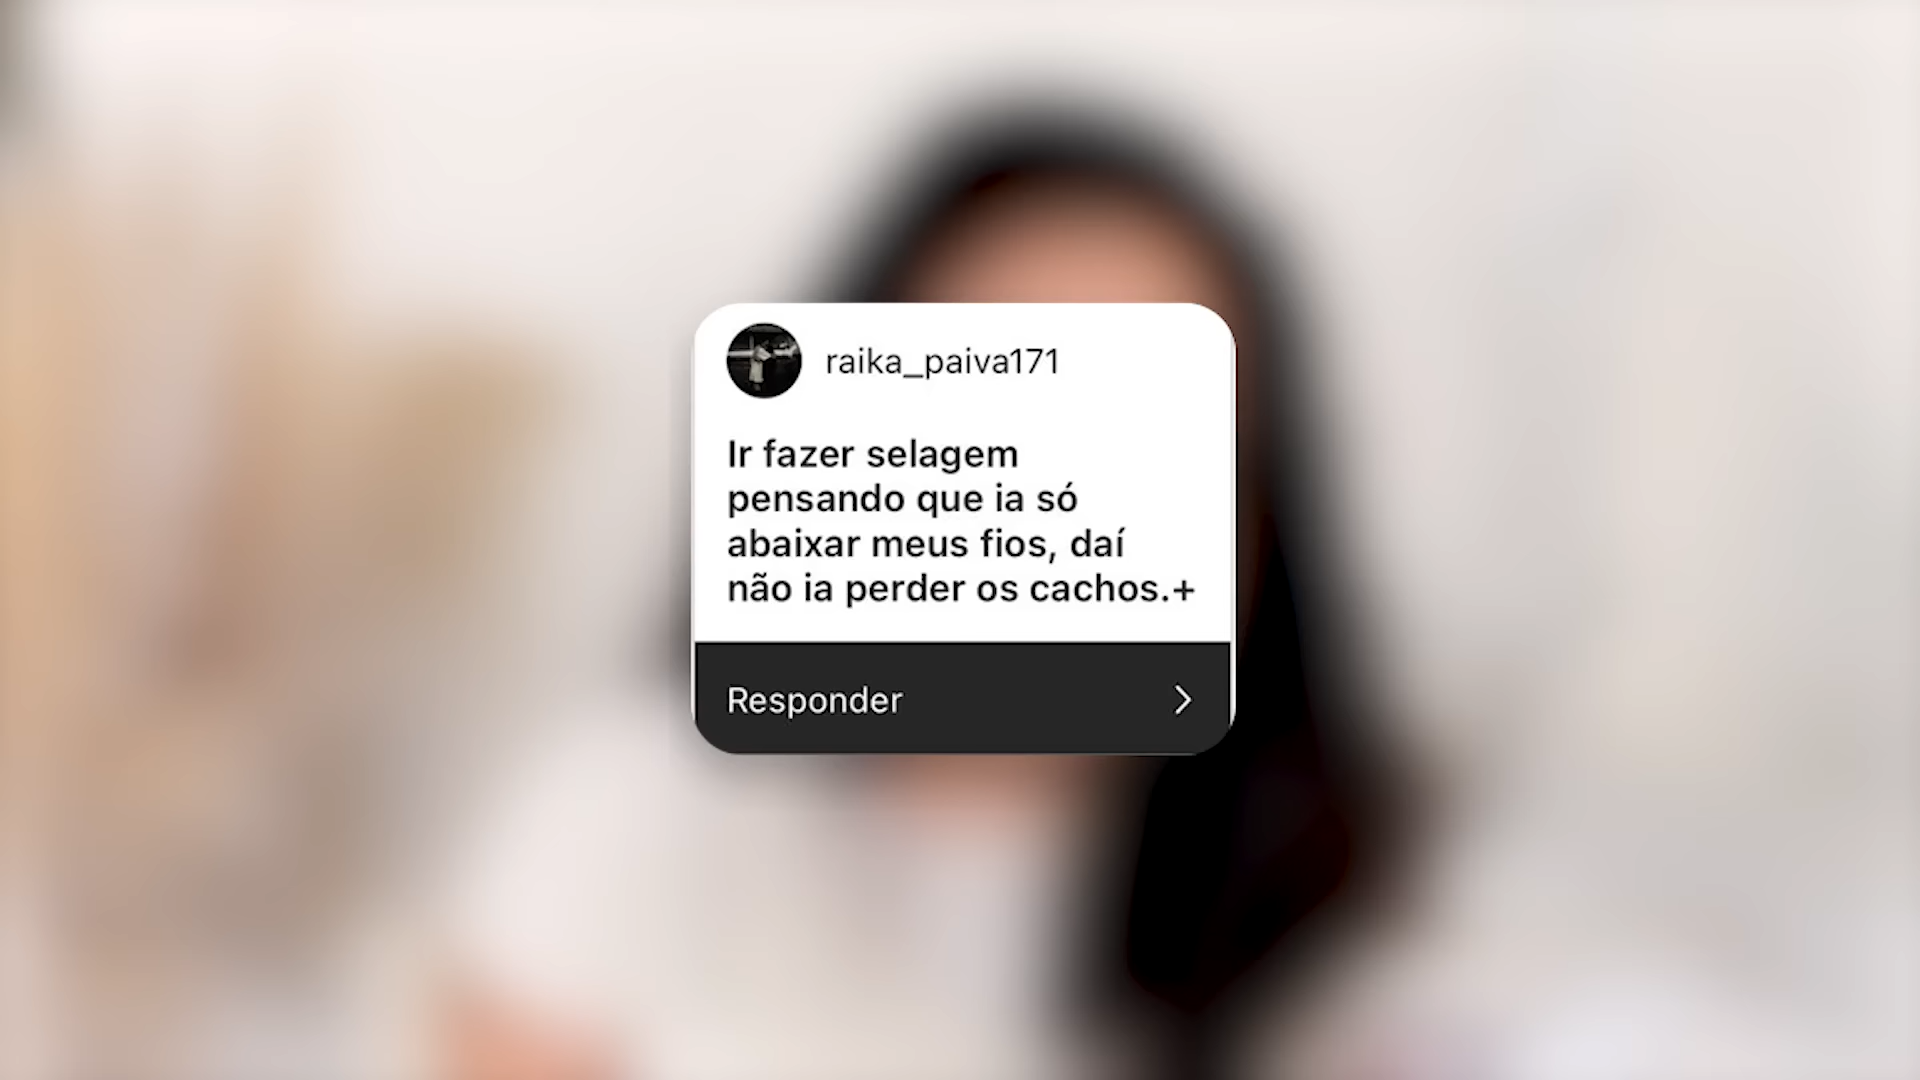 raika_paiva171
Ir fazer selagem
pensando que ia só
abaixar meus fios, daí
não ia perder os cachos.+
Responder